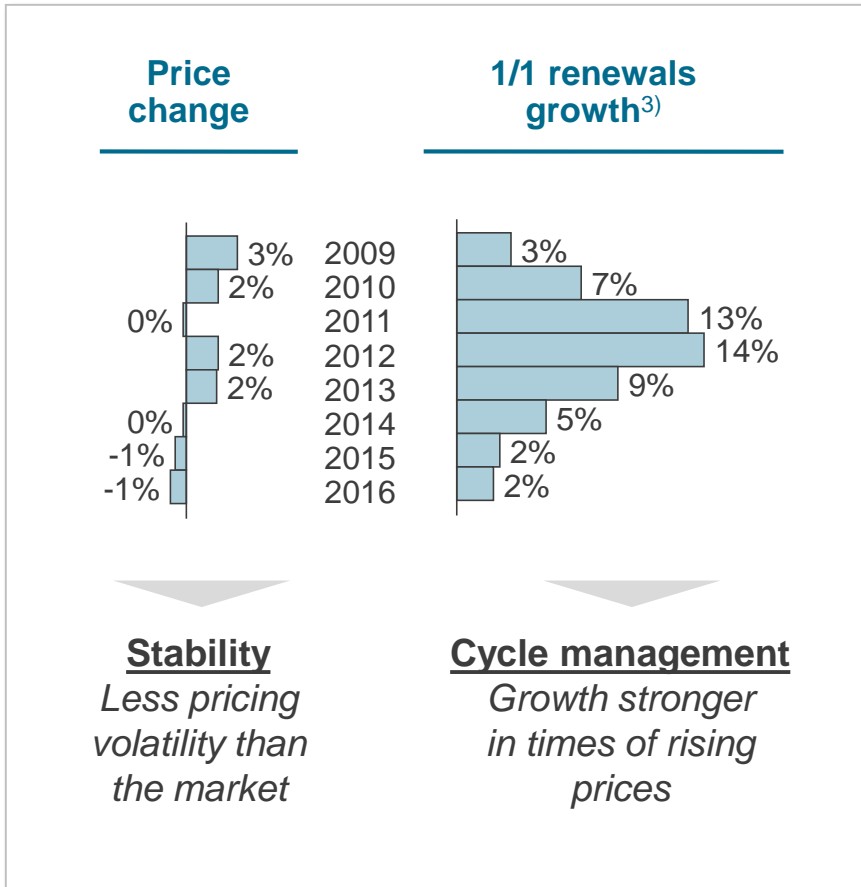 Price
change
1/1 renewals
growth3)
3% 2009 3%
2% 2010 7%
0% 2011 13%
2% 2012 14%
2% 2013 9%
0% 2014 5%
-1% 2015 2%
-1% 2016 2%
Stability
Less pricing
volatility than
the market
Cycle management
Growth stronger
in times of rising
prices